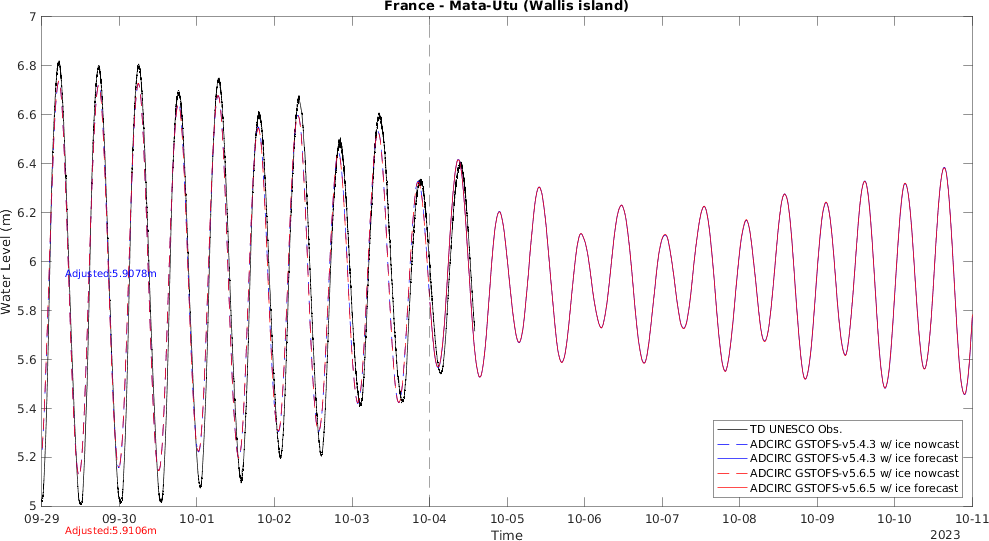 France - Mata-Utu (Wallis island)
7
6.8
6.6
6.4
6.2
6
5.8
5.6
5.4
5.2
5
Water Level (m)
Adjusted:5.9078m
Adjusted:5.9106m
TD UNESCO Obs.
ADCIRC GSTOFS-v5.4.3 w/ ice nowcast
ADCIRC GSTOFS-v5.4.3 w/ ice forecast
ADCIRC GSTOFS-v5.6.5 w/ ice nowcast
ADCIRC GSTOFS-v5.6.5 w/ ice forecast
09-29 09-30 10-01 10-02 10-03 10-04 10-05 10-06 10-07 10-08 10-09 10-10 10-11
Time
2023